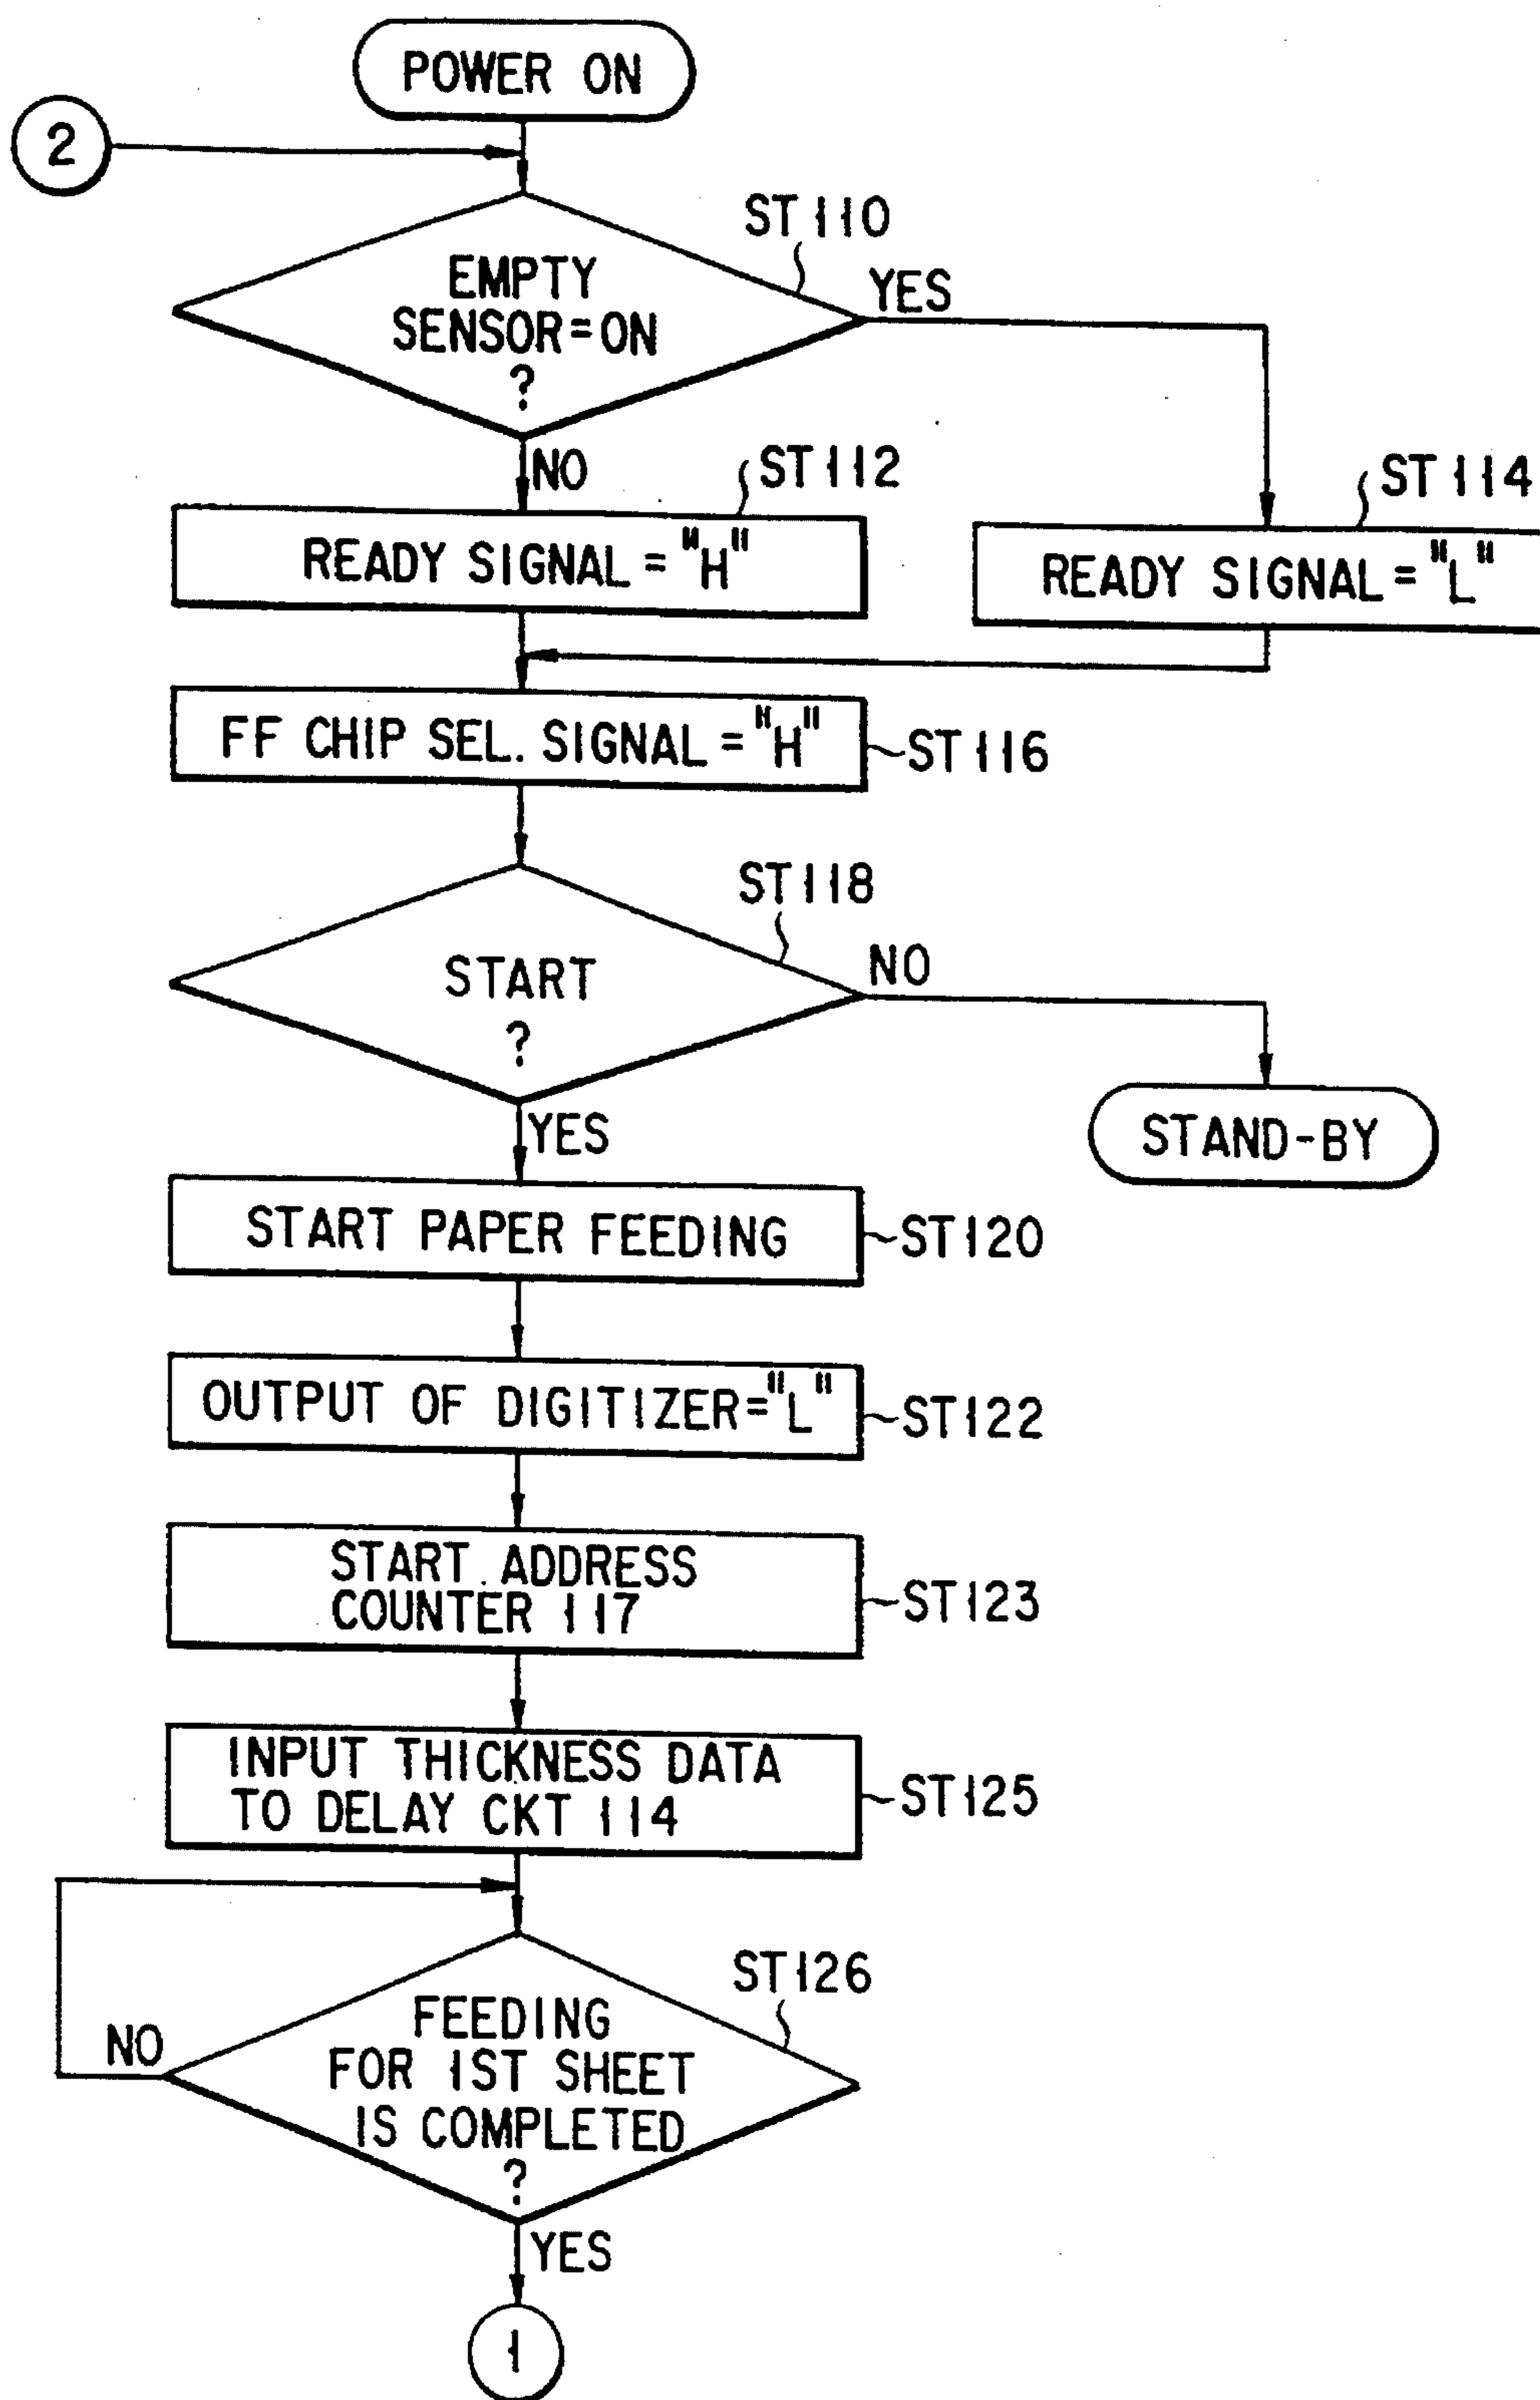 POWER ON
2
ST110
EMPTY
SENSOR=ON
?
YES
NO
ST112
READY SIGNAL="H"
ST114
READY SIGNAL="L"
FF CHIP SEL. SIGNAL="H"
ST116
ST118
START
?
NO
STAND-BY
YES
START PAPER FEEDING
ST120
OUTPUT OF DIGITIZER="L"
ST122
START ADDRESS
COUNTER 117
ST123
INPUT THICKNESS DATA
TO DELAY CKT 114
ST125
ST126
FEEDING
FOR 1ST SHEET
IS COMPLETED
?
NO
YES
1